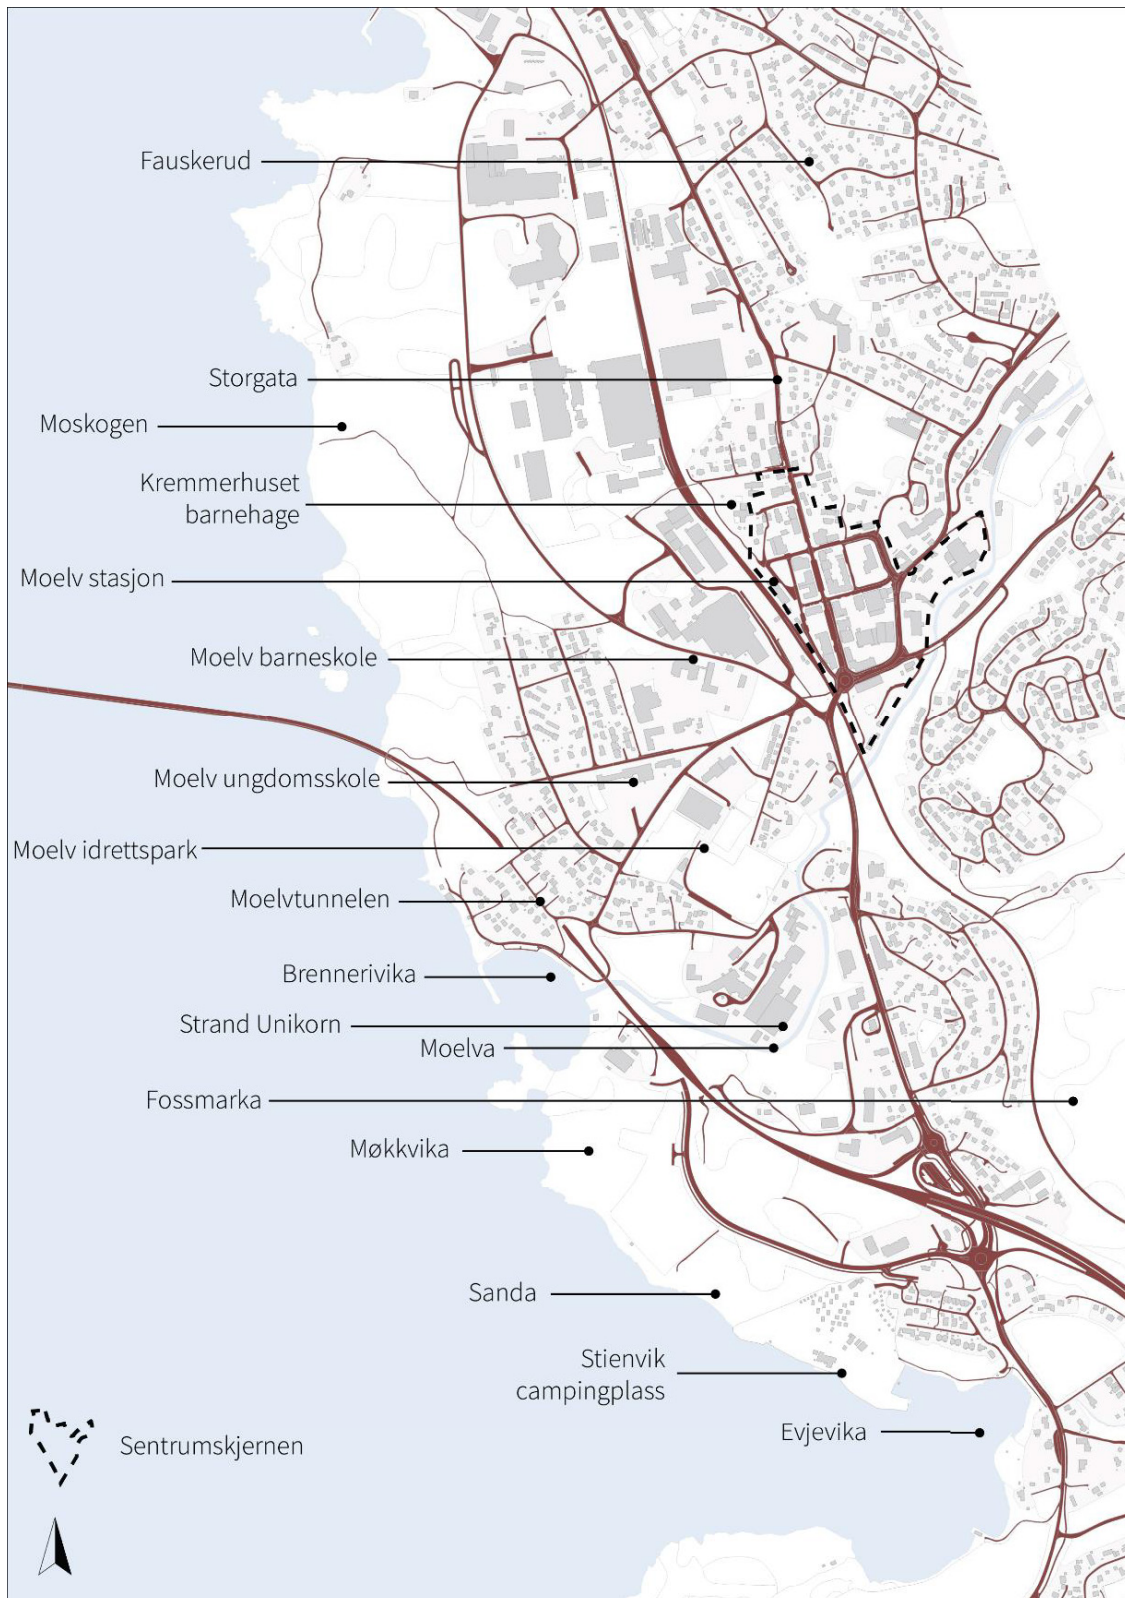 Fauskerud
Storgata
Moskogen
Kremmerhuset
barnehage
Moelv stasjon
Moelv barneskole
Moelv ungdomsskole
Moelv idrettspark
Moelvtunnelen
Brennerivika
Strand Unikorn
Moelva
Fossmarka
Møkkvika
Sanda
Stienvik
campingplass
Evjevika
Sentrumskjernen